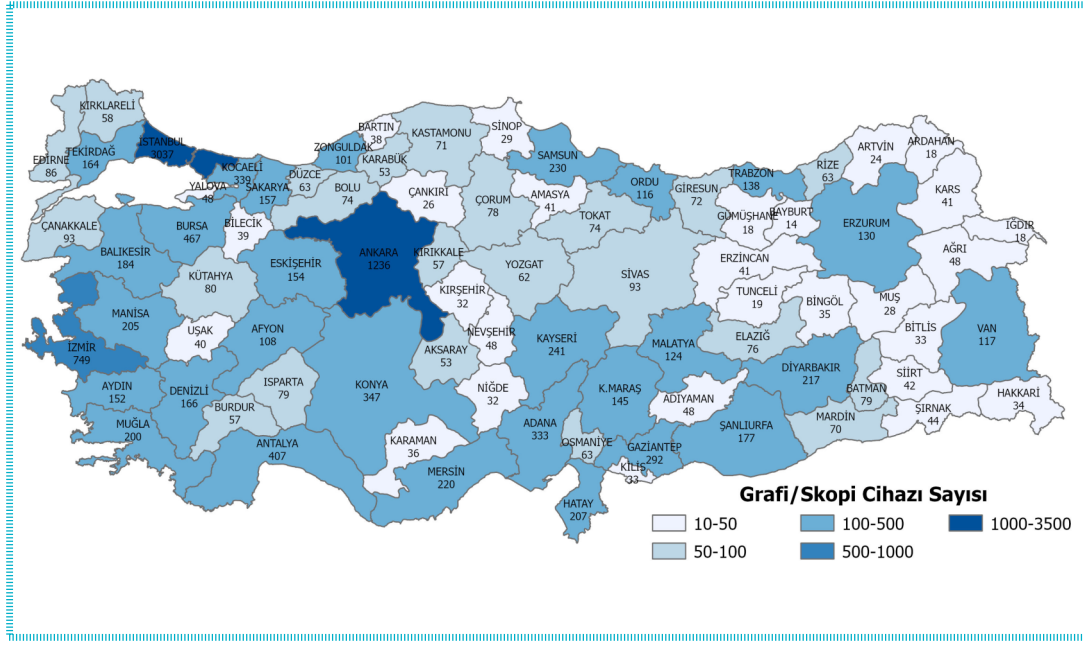 KIRKLARELİ
58
EDİRNE
86
TEKİRDAĞ
164
İSTANBUL
3037
KOCAELİ
339
YALOVA
48
SAKARYA
157
DÜZCE
63
ZONGULDAK
101
BARTIN
38
KARABÜK
53
BOLU
74
KASTAMONU
71
SİNOP
29
SAMSUN
230
ÇANKIRI
26
ÇORUM
78
AMASYA
41
TOKAT
74
ORDU
116
GİRESUN
72
TRABZON
138
GÜMÜŞHANE
18
BAYBURT
14
RİZE
63
ARTVİN
24
ARDAHAN
18
KARS
41
IĞDIR
18
AĞRI
48
ERZURUM
130
ERZİNCAN
41
ÇANAKKALE
93
BALIKESİR
184
BURSA
467
BİLECİK
39
ESKİŞEHİR
154
KÜTAHYA
80
ANKARA
1236
KIRIKKALE
57
YOZGAT
62
SİVAS
93
KIRŞEHİR
32
NEVŞEHİR
48
KAYSERİ
241
MALATYA
124
TUNCELİ
19
BİNGÖL
35
ELAZIĞ
76
MUŞ
28
BİTLİS
33
VAN
117
MANİSA
205
İZMİR
749
UŞAK
40
AFYON
108
AYDIN
152
DENİZLİ
166
ISPARTA
79
BURDUR
57
MUĞLA
200
ANTALYA
407
KONYA
347
AKSARAY
53
NİĞDE
32
KARAMAN
36
MERSİN
220
ADANA
333
K.MARAŞ
145
OSMANİYE
63
HATAY
207
KİLİS
33
GAZİANTEP
292
ADIYAMAN
48
ŞANLIURFA
177
DİYARBAKIR
217
BATMAN
79
MARDİN
70
SİİRT
42
ŞIRNAK
44
HAKKARİ
34
Grafi/Skopi Cihazı Sayısı
10-50
100-500
1000-3500
50-100
500-1000